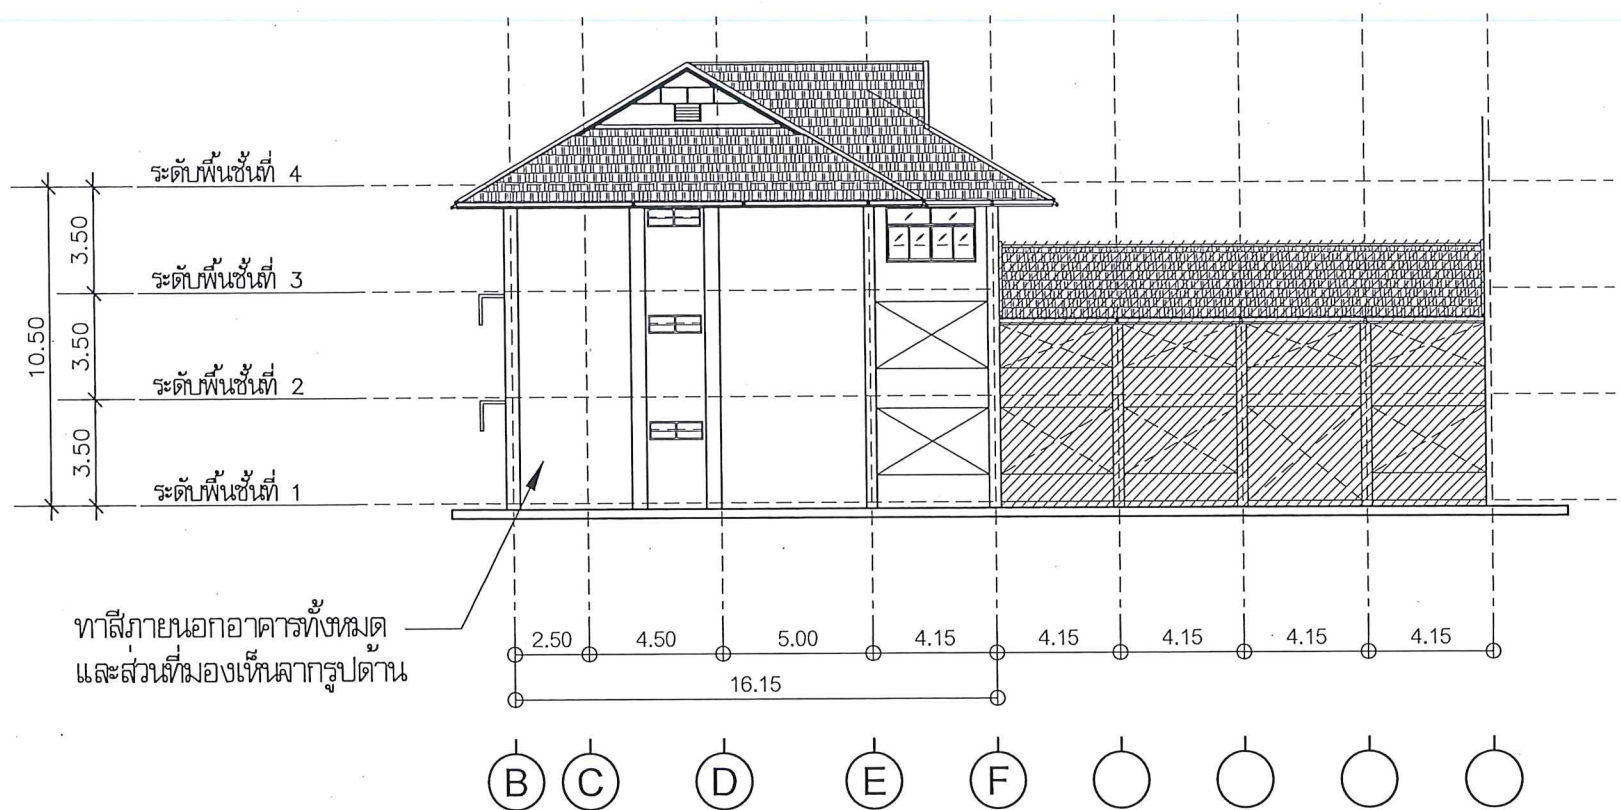 ระดับพื้นชั้นที่ 4
3.50
ระดับพื้นชั้นที่ 3
10.50
3.50
ระดับพื้นชั้นที่ 2
3.50
ระดับพื้นชั้นที่ 1
ทาสีภายนอกอาคารทั้งหมด
และส่วนที่มองเห็นจากรูปด้าน
2.50 4.50 5.00 4.15 4.15 4.15 4.15 4.15
16.15
B C D E F